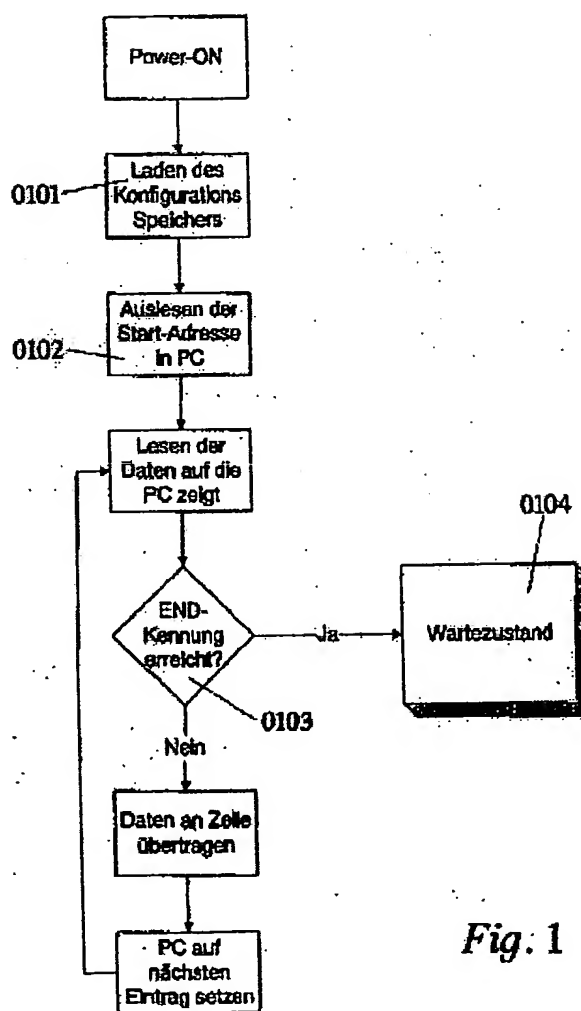 Power-ON
0101
Laden des
Konfigurations
Speichers
0102
Auslesen der
Start-Adresse
in PC
Lesen der
Daten auf die
PC zeigt
0104
END-
Kennung
erreicht?
Ja
Wartezustand
0103
Nein
Daten an Zelle
übertragen
PC auf
nächsten
Eintrag setzen
Fig. 1